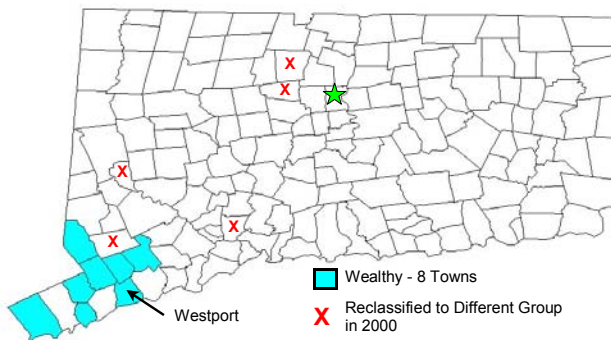 X
X
X
X
X
Wealthy - 8 Towns
Westport
X Reclassified to Different Group
in 2000